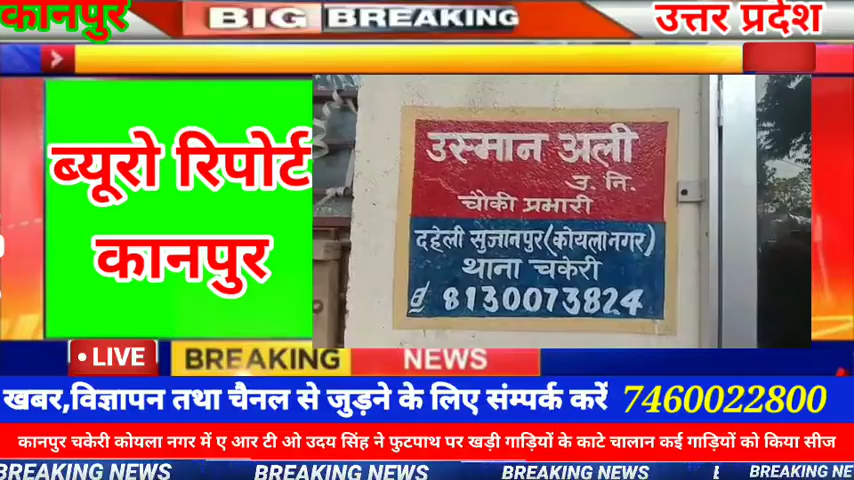 कानपुर
BIG BREAKING
उत्तर प्रदेश
ब्यूरो रिपोर्ट
कानपुर
उस्मान अली
उ. नि.
चौकी प्रभारी
दहेली सुजानपुर(कोयला नगर)
थाना चकेरी
8130073824
LIVE
BREAKING NEWS
खबर,विज्ञापन तथा चैनल से जुड़ने के लिए संम्पर्क करें 7460022800
कानपुर चकेरी कोयला नगर में ए आर टी ओ उदय सिंह ने फुटपाथ पर खड़ी गाड़ियों के काटे चालान कई गाड़ियों को किया सीज
BREAKING NEWS BREAKING NEWS BREAKING NEWS BREAKING NE